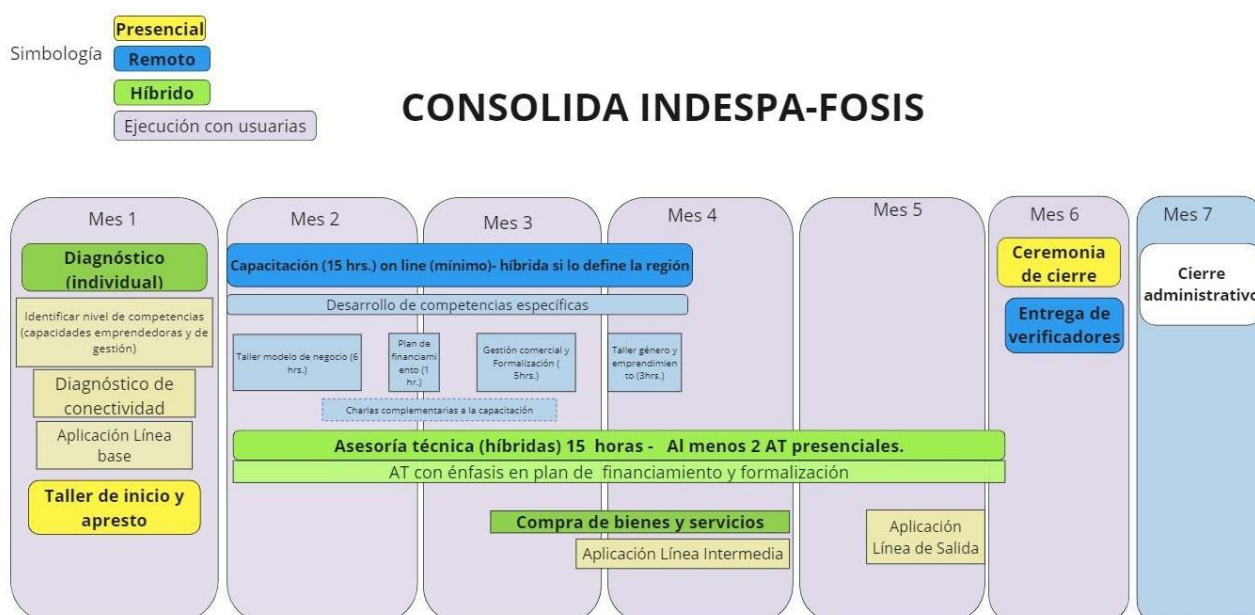 Simbología
Presencial
Remoto
Híbrido
Ejecución con usuarias
CONSOLIDA INDESPA-FOSIS
Mes 1
Mes 2
Mes 3
Mes 4
Mes 5
Mes 6
Mes 7
Diagnóstico
(individual)
Identificar nivel de competencias
(capacidades emprendedoras y de
gestión)
Diagnóstico de
conectividad
Aplicación Línea
base
Taller de inicio y
apresto
Capacitación (15 hrs.) on line (mínimo)- híbrida si lo define la región
Desarrollo de competencias específicas
Taller modelo de negocio (6
hrs.)
Plan de
financiami
ento (1
hr.)
Gestión comercial y
Formalización (
5hrs.)
Taller género y
emprendimie
nto (3hrs.)
Charlas complementarias a la capacitación
Asesoría técnica (híbridas) 15 horas - Al menos 2 AT presenciales.
AT con énfasis en plan de financiamiento y formalización
Compra de bienes y servicios
Aplicación Línea Intermedia
Aplicación
Línea de Salida
Ceremonia
de cierre
Entrega de
verificadores
Cierre
administrativo